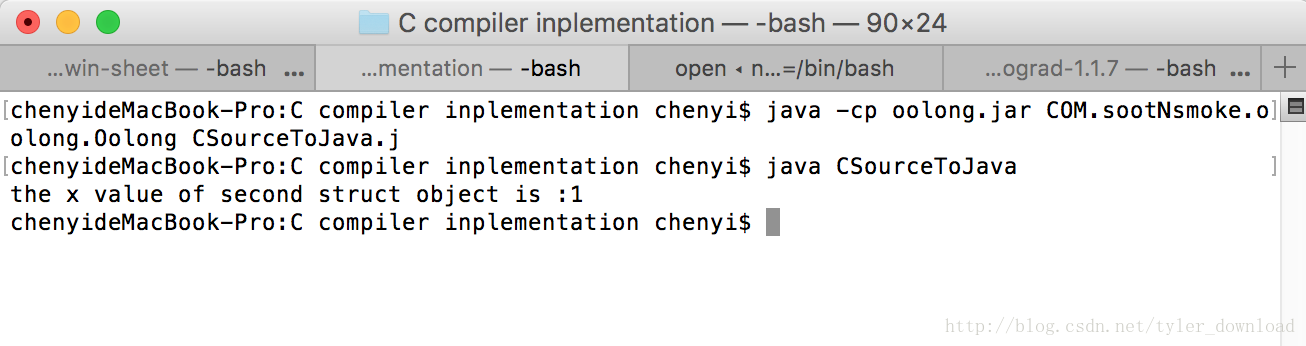 C compiler inplementation — -bash — 90×24
...win-sheet — -bash ...
...mentation — -bash
open ◂ n...=/bin/bash
...ograd-1.1.7 — -bash ...
[chenyideMacBook-Pro:C compiler inplementation chenyi$ java -cp oolong.jar COM.sootNsmoke.o]
olong.Oolong CSourceToJava.j
[chenyideMacBook-Pro:C compiler inplementation chenyi$ java CSourceToJava ]
the x value of second struct object is :1
chenyideMacBook-Pro:C compiler inplementation chenyi$
http://blog.csdn.net/tyler_download